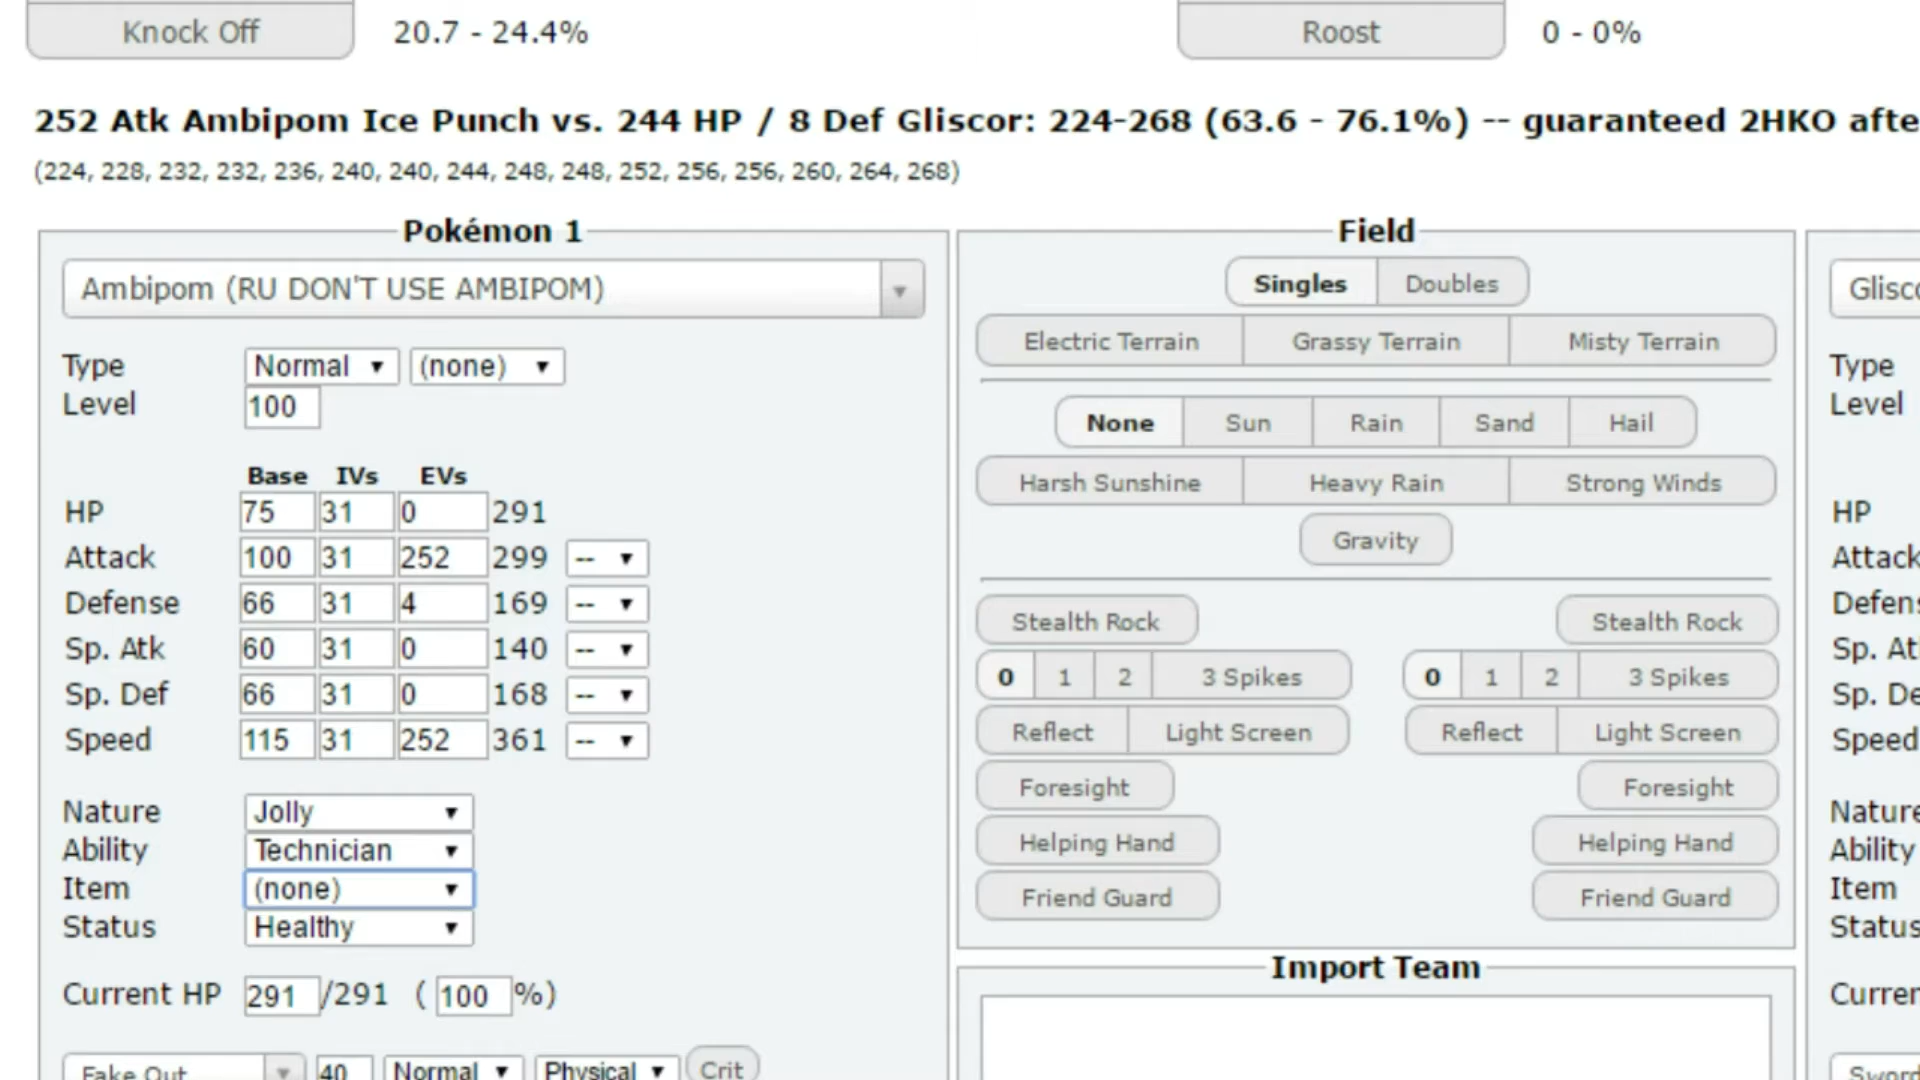 Knock Off 20.7 - 24.4% Roost 0 - 0%
252 Atk Ambipom Ice Punch vs. 244 HP / 8 Def Gliscor: 224-268 (63.6 - 76.1%) -- guaranteed 2HKO afte
(224, 228, 232, 232, 236, 240, 240, 244, 248, 248, 252, 256, 256, 260, 264, 268)
Pokémon 1
Ambipom (RU DON'T USE AMBIPOM)
Type Normal (none)
Level 100
Base IVs EVs
HP 75 31 0 291
Attack 100 31 252 299 --
Defense 66 31 4 169 --
Sp. Atk 60 31 0 140 --
Sp. Def 66 31 0 168 --
Speed 115 31 252 361 --
Nature Jolly
Ability Technician
Item (none)
Status Healthy
Current HP 291 /291 ( 100 %)
Fake Out 40 Normal Physical Crit
Field
Singles Doubles
Electric Terrain Grassy Terrain Misty Terrain
None Sun Rain Sand Hail
Harsh Sunshine Heavy Rain Strong Winds
Gravity
Stealth Rock Stealth Rock
0 1 2 3 Spikes 0 1 2 3 Spikes
Reflect Light Screen Reflect Light Screen
Foresight Foresight
Helping Hand Helping Hand
Friend Guard Friend Guard
Import Team
Glisco
Type
Level
HP
Attack
Defens
Sp. At
Sp. De
Speed
Nature
Ability
Item
Status
Curren
Sword